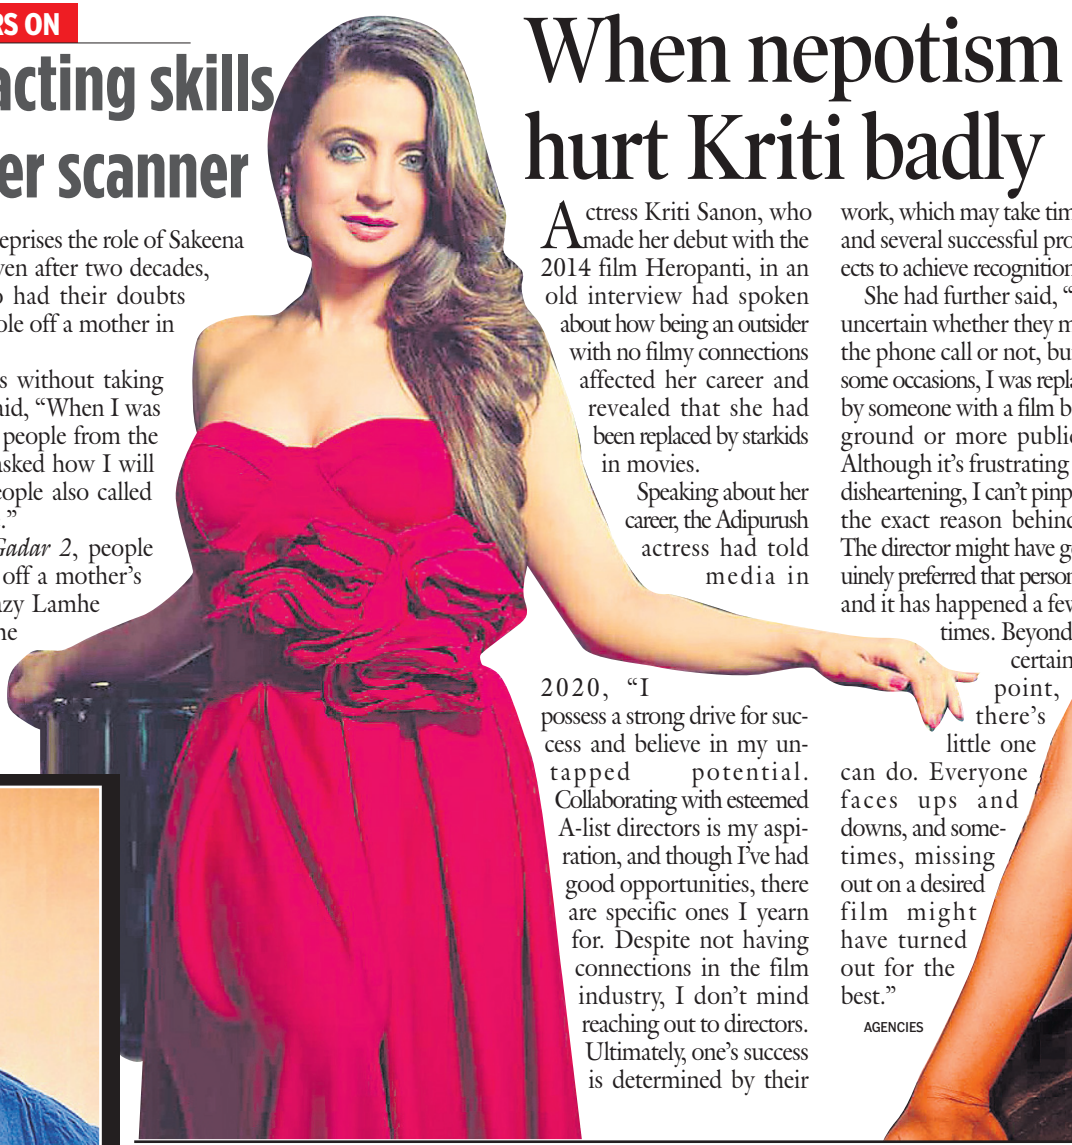 RS ON
acting skills
er scanner
eprises the role of Sakeena
ven after two decades,
o had their doubts
ole off a mother in
s without taking
aid, “When I was
people from the
asked how I will
eople also called
.”
Gadar 2, people
off a mother’s
azy Lamhe
he
When nepotism
hurt Kriti badly
Actress Kriti Sanon, who
made her debut with the
2014 film Heropanti, in an
old interview had spoken
about how being an outsider
with no filmy connections
affected her career and
revealed that she had
been replaced by starkids
in movies.
Speaking about her
career, the Adipurush
actress had told
media in
2020, “I
possess a strong drive for suc-
cess and believe in my un-
tapped potential.
Collaborating with esteemed
A-list directors is my aspi-
ration, and though I’ve had
good opportunities, there
are specific ones I yearn
for. Despite not having
connections in the film
industry, I don’t mind
reaching out to directors.
Ultimately, one’s success
is determined by their
work, which may take tim
and several successful pro
ects to achieve recognition
She had further said, “
uncertain whether they m
the phone call or not, bu
some occasions, I was repla
by someone with a film b
ground or more public
Although it’s frustrating
disheartening, I can’t pinp
the exact reason behind
The director might have ge
uinely preferred that person
and it has happened a few
times. Beyond
certain
point,
there’s
little one
can do. Everyone
faces ups and
downs, and some-
times, missing
out on a desired
film might
have turned
out for the
best.”
AGENCIES